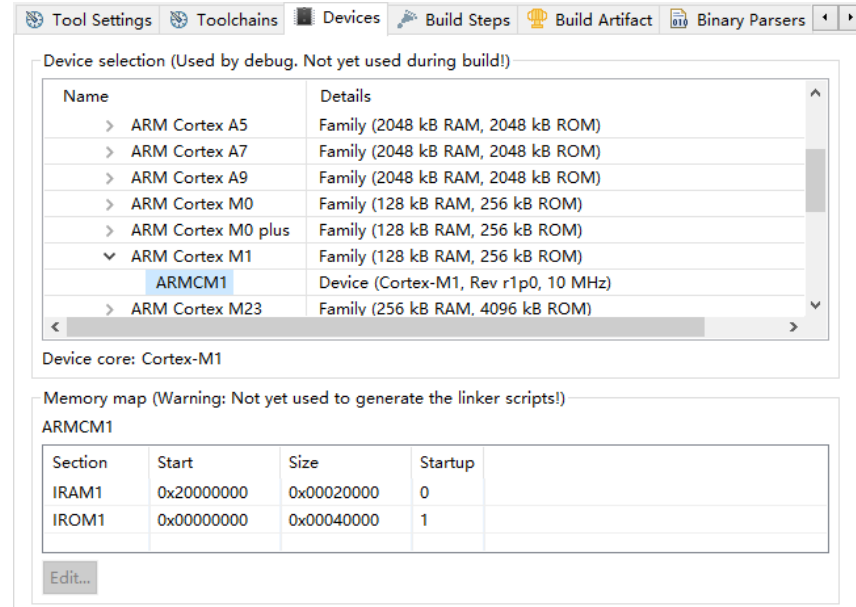 Tool Settings Toolchains Devices Build Steps Build Artifact Binary Parsers
Device selection (Used by debug. Not yet used during build!)
Name Details
ARM Cortex A5 Family (2048 kB RAM, 2048 kB ROM)
ARM Cortex A7 Family (2048 kB RAM, 2048 kB ROM)
ARM Cortex A9 Family (2048 kB RAM, 2048 kB ROM)
ARM Cortex M0 Family (128 kB RAM, 256 kB ROM)
ARM Cortex M0 plus Family (128 kB RAM, 256 kB ROM)
ARM Cortex M1 Family (128 kB RAM, 256 kB ROM)
ARMCM1 Device (Cortex-M1, Rev r1p0, 10 MHz)
ARM Cortex M23 Family (256 kB RAM, 4096 kB ROM)
Device core: Cortex-M1
Memory map (Warning: Not yet used to generate the linker scripts!)
ARMCM1
Section Start Size Startup
IRAM1 0x20000000 0x00020000 0
IROM1 0x00000000 0x00040000 1
Edit...